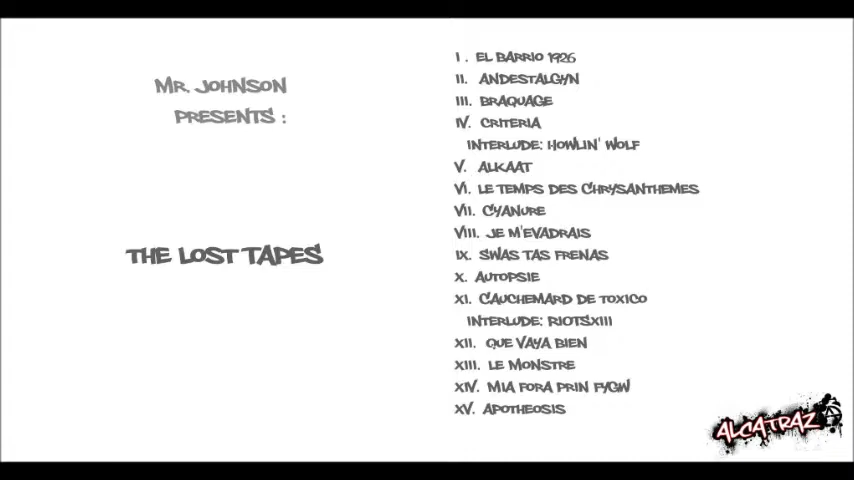 MR. JOHNSON
PRESENTS :
THE LOST TAPES
I . EL BARRIO 1926
II. ANDESTALGYN
III. BRAQUAGE
IV. CRITERIA
INTERLUDE: HOWLIN' WOLF
V. ALKAAT
VI. LE TEMPS DES CHRYSANTHEMES
VII. CYANURE
VIII. JE M'EVADRAIS
IX. SWAS TAS FRENAS
X. AUTOPSIE
XI. CAUCHEMARD DE TOXICO
INTERLUDE: RIOTSXIII
XII. QUE VAYA BIEN
XIII. LE MONSTRE
XIV. MIA FORA PRIN FYGW
XV. APOTHEOSIS
ALCATRAZ